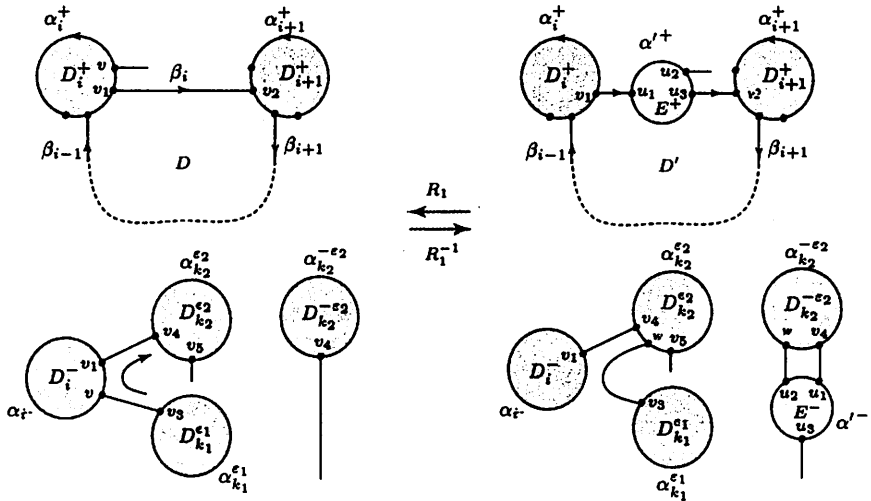 α_i^+ α_{i+1}^+ α_i^+ α'^+ α_{i+1}^+
D_i^+ v β_i D_{i+1}^+ D_i^+ u_2 D_{i+1}^+
v_1 v_2 v_1 u_1 u_3 v_2
E^+
β_{i-1} D β_{i+1} β_{i-1} D' β_{i+1}
R_1
R_1^{-1}
α_{k_2}^{ε_2} α_{k_2}^{-ε_2} α_{k_2}^{ε_2} α_{k_2}^{-ε_2}
D_{k_2}^{ε_2} D_{k_2}^{-ε_2} D_{k_2}^{ε_2} D_{k_2}^{-ε_2}
v_4 v_5 v_4 v_4 w v_5 w v_4
D_i^- v_1 D_i^- v_1
v u_2 u_1
α_{i^-} v_3 α_{i^-} v_3 E^- α'^-
D_{k_1}^{ε_1} D_{k_1}^{ε_1} u_3
α_{k_1}^{ε_1} α_{k_1}^{ε_1}